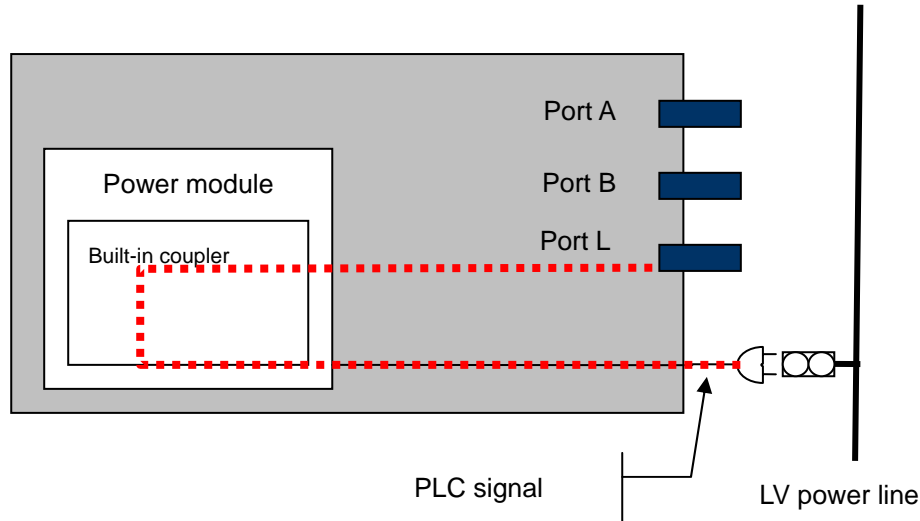 Port A
Power module
Port B
Built-in coupler
Port L
PLC signal
LV power line